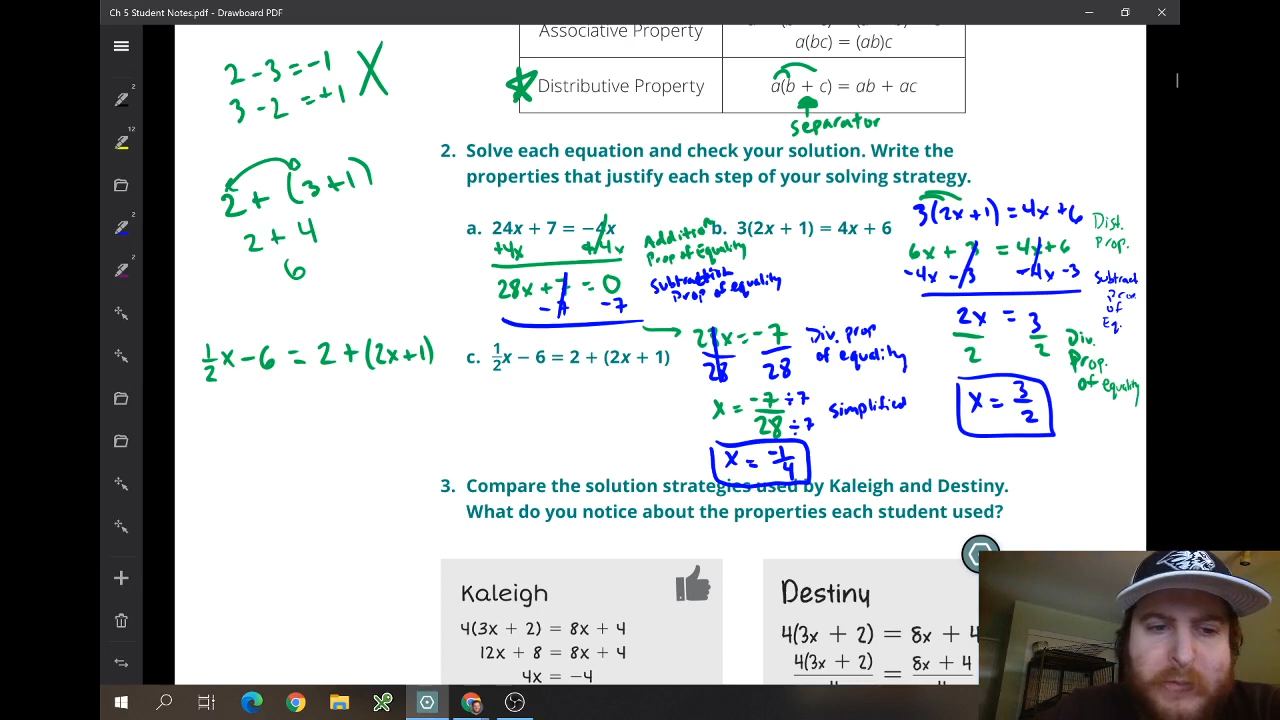 Ch 5 Student Notes.pdf - Drawboard PDF
2 - 3 = -1
3 - 2 = +1
X
2 + (3 + 1)
2 + 4
6
½x - 6 = 2 + (2x + 1)
Associative Property
a(bc) = (ab)c
Distributive Property
a(b + c) = ab + ac
separator
2. Solve each equation and check your solution. Write the
properties that justify each step of your solving strategy.
a. 24x + 7 = −4x
+4x +4x
Addition
Prop of Equality
28x + 7 = 0
- 7 - 7
Subtraction
Prop of equality
28x = -7
28 28
Div. prop
of equality
x = -7 ÷7
28 ÷7
simplified
x = -1/4
b. 3(2x + 1) = 4x + 6
3(2x + 1) = 4x + 6
Dist.
Prop.
6x + 3 = 4x + 6
-4x - 3 -4x - 3
Subtract
Prop
of
Eq.
2x = 3
2 2
Div.
Prop.
of equality
x = 3/2
c. ½x − 6 = 2 + (2x + 1)
3. Compare the solution strategies used by Kaleigh and Destiny.
What do you notice about the properties each student used?
Kaleigh
4(3x + 2) = 8x + 4
12x + 8 = 8x + 4
4x = −4
Destiny
4(3x + 2) = 8x + 4
4(3x + 2) = 8x + 4
2
12
2